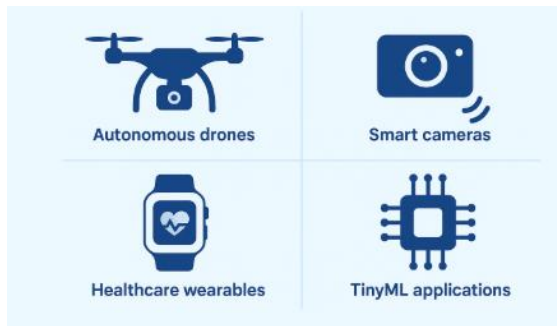 Autonomous drones
Smart cameras
Healthcare wearables
TinyML applications